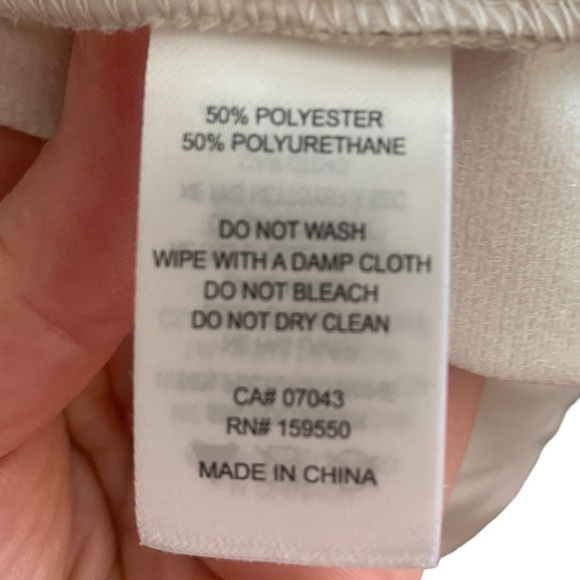 50% POLYESTER
50% POLYURETHANE
DO NOT WASH
WIPE WITH A DAMP CLOTH
DO NOT BLEACH
DO NOT DRY CLEAN
CA# 07043
RN# 159550
MADE IN CHINA